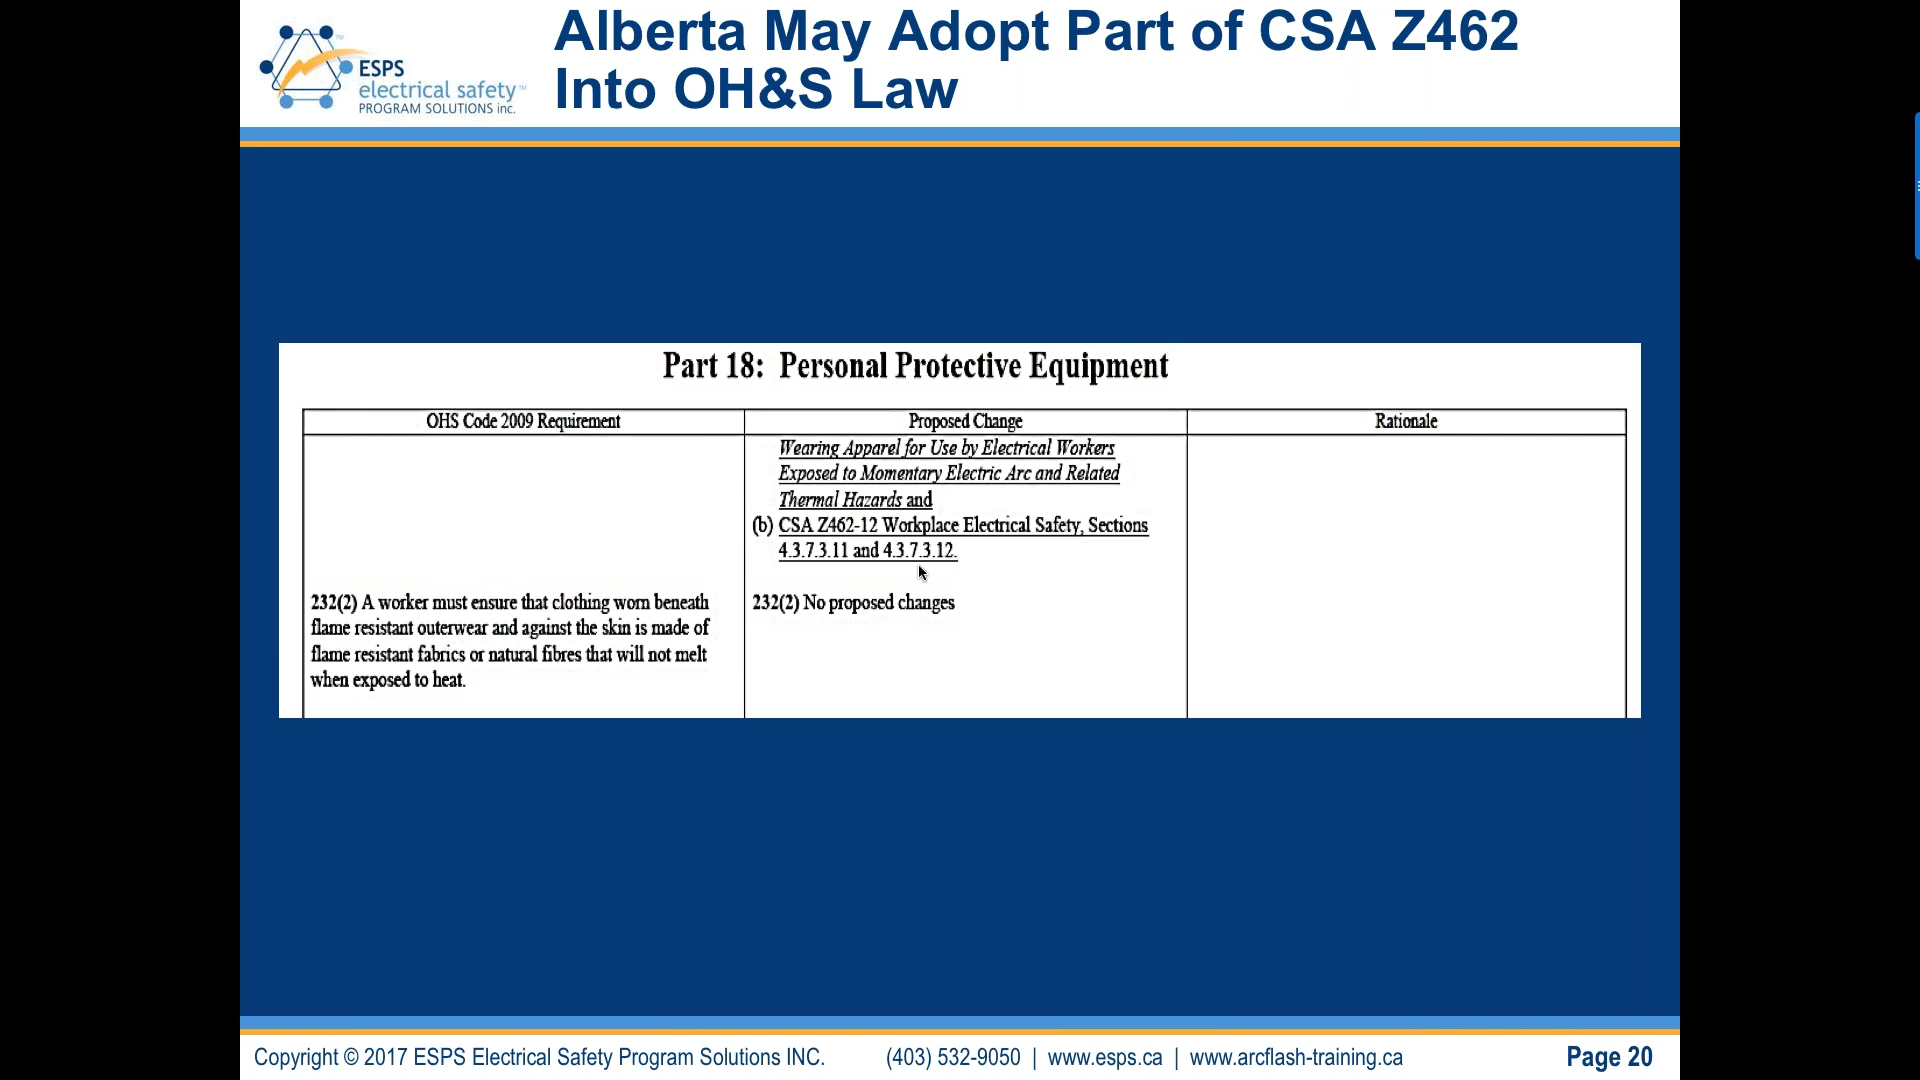 Alberta May Adopt Part of CSA Z462
Into OH&S Law
ESPS
electrical safety™
PROGRAM SOLUTIONS inc.
Part 18: Personal Protective Equipment
OHS Code 2009 Requirement
Proposed Change
Rationale
Wearing Apparel for Use by Electrical Workers
Exposed to Momentary Electric Arc and Related
Thermal Hazards and
(b) CSA Z462-12 Workplace Electrical Safety, Sections
4.3.7.3.11 and 4.3.7.3.12.
232(2) A worker must ensure that clothing worn beneath
flame resistant outerwear and against the skin is made of
flame resistant fabrics or natural fibres that will not melt
when exposed to heat.
232(2) No proposed changes
Copyright © 2017 ESPS Electrical Safety Program Solutions INC.
(403) 532-9050 | www.esps.ca | www.arcflash-training.ca
Page 20